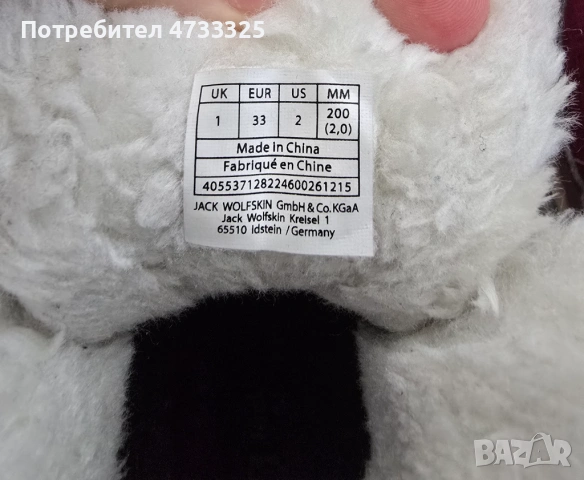 Потребител 4733325
UK EUR US MM
1 33 2 200 (2,0)
Made in China
Fabriqué en Chine
405537128224600261215
JACK WOLFSKIN GmbH & Co.KGaA
Jack Wolfskin Kreisel 1
65510 Idstein /Germany
BAZAR